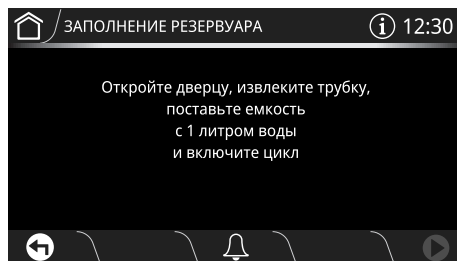 ЗАПОЛНЕНИЕ РЕЗЕРВУАРА
i 12:30
Откройте дверцу, извлеките трубку,
поставьте емкость
с 1 литром воды
и включите цикл